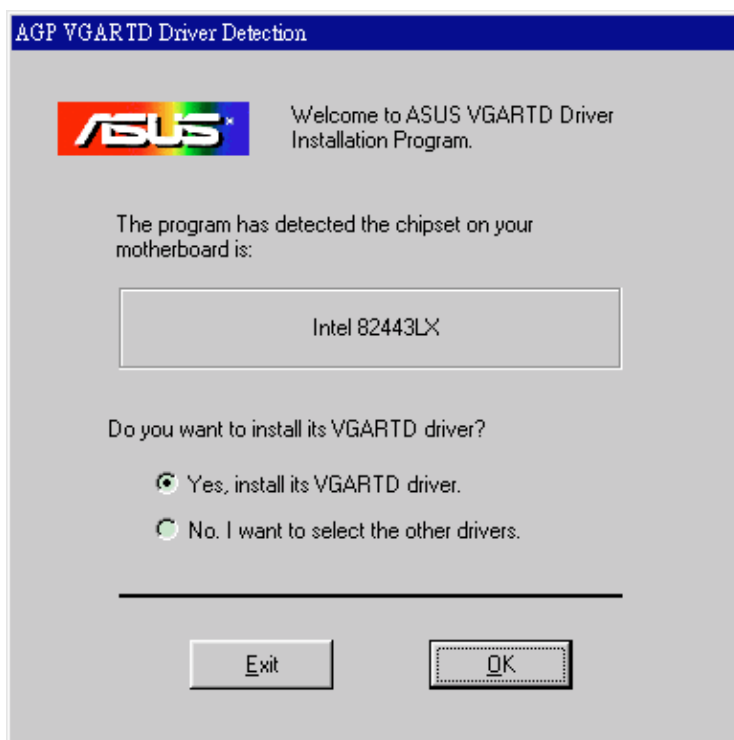 AGP VGARTD Driver Detection
ASUS
Welcome to ASUS VGARTD Driver
Installation Program.
The program has detected the chipset on your
motherboard is:
Intel 82443LX
Do you want to install its VGARTD driver?
Yes, install its VGARTD driver.
No. I want to select the other drivers.
Exit
OK